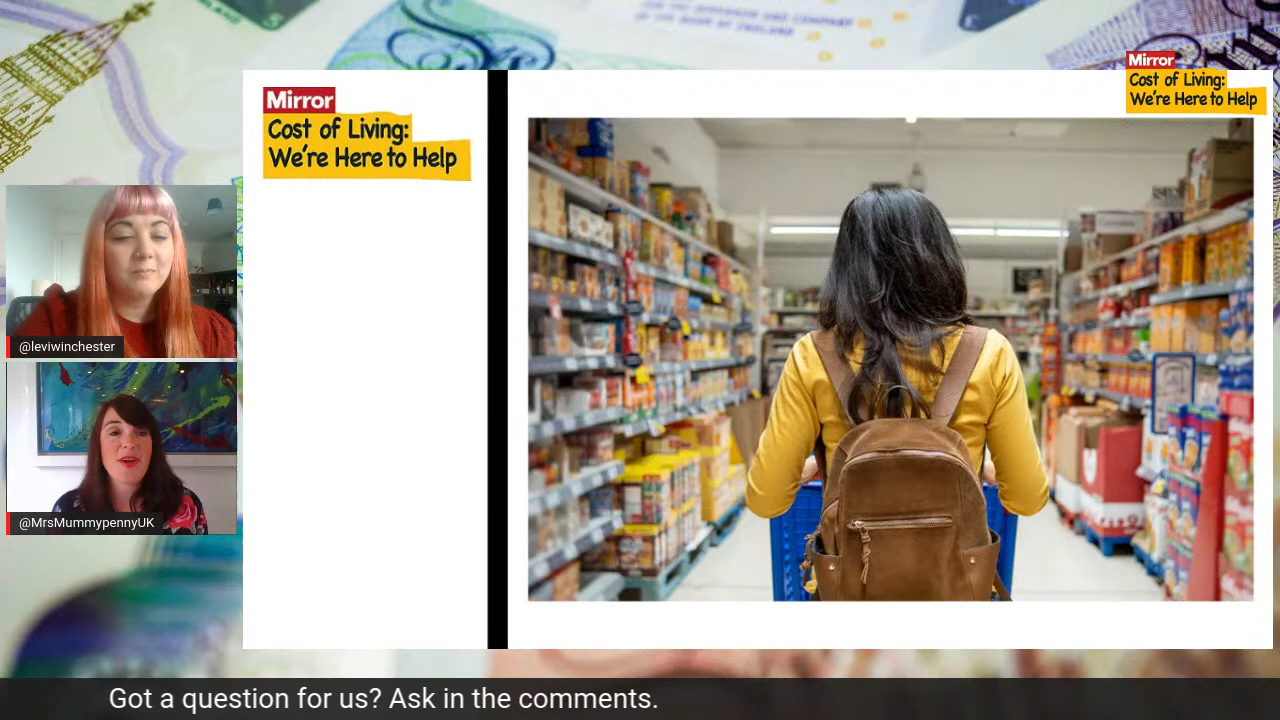 Mirror
Cost of Living:
We're Here to Help
Mirror
Cost of Living:
We're Here to Help
@leviwinchester
@MrsMummypennyUK
Got a question for us? Ask in the comments.